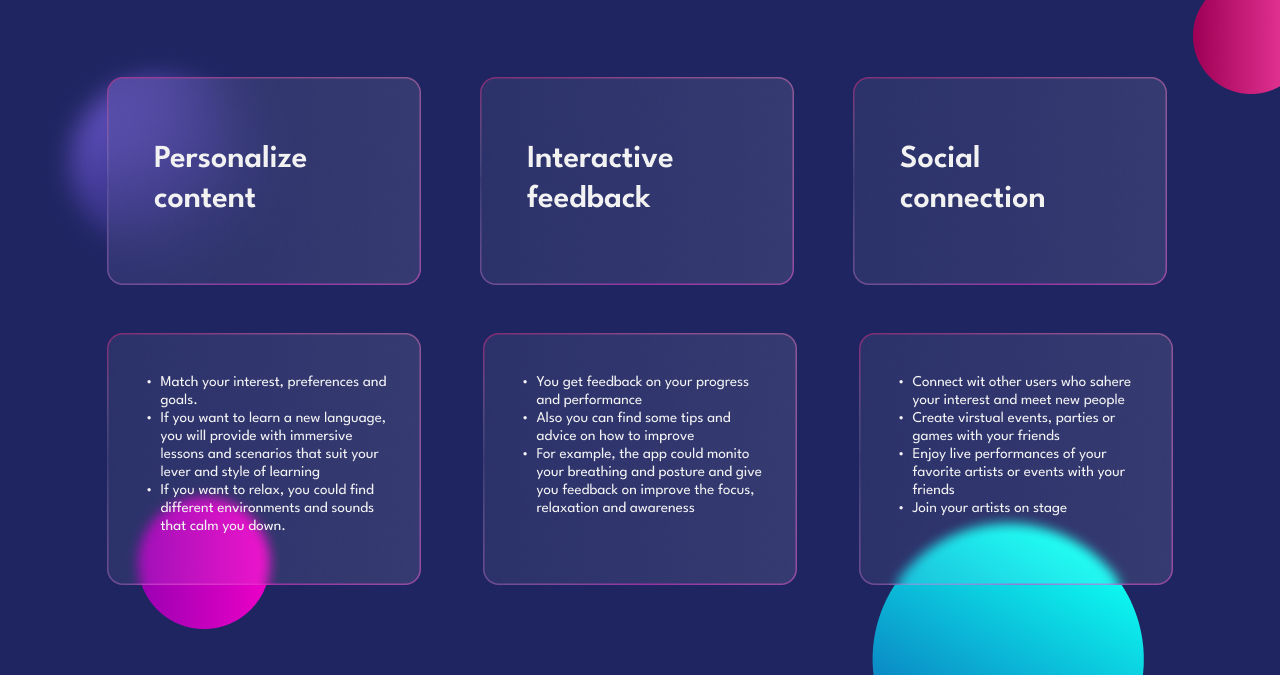 Personalize
content
Interactive
feedback
Social
connection
• Match your interest, preferences and
goals.
• If you want to learn a new language,
you will provide with immersive
lessons and scenarios that suit your
lever and style of learning
• If you want to relax, you could find
different environments and sounds
that calm you down.
• You get feedback on your progress
and performance
• Also you can find some tips and
advice on how to improve
• For example, the app could monito
your breathing and posture and give
you feedback on improve the focus,
relaxation and awareness
• Connect wit other users who sahere
your interest and meet new people
• Create virstual events, parties or
games with your friends
• Enjoy live performances of your
favorite artists or events with your
friends
• Join your artists on stage